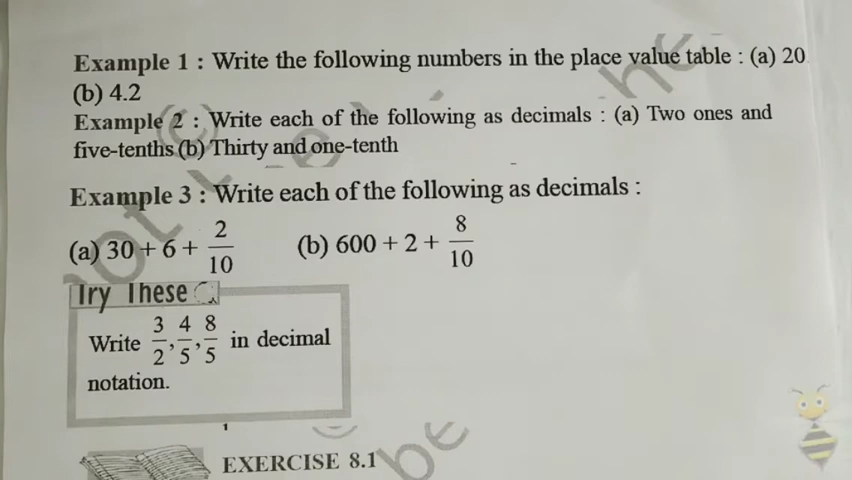 Example 1 : Write the following numbers in the place value table : (a) 20
(b) 4.2
Example 2 : Write each of the following as decimals : (a) Two ones and
five-tenths (b) Thirty and one-tenth
Example 3 : Write each of the following as decimals :
(a) 30 + 6 + 2/10 (b) 600 + 2 + 8/10
Try These
Write 3/2, 4/5, 8/5 in decimal
notation.
EXERCISE 8.1